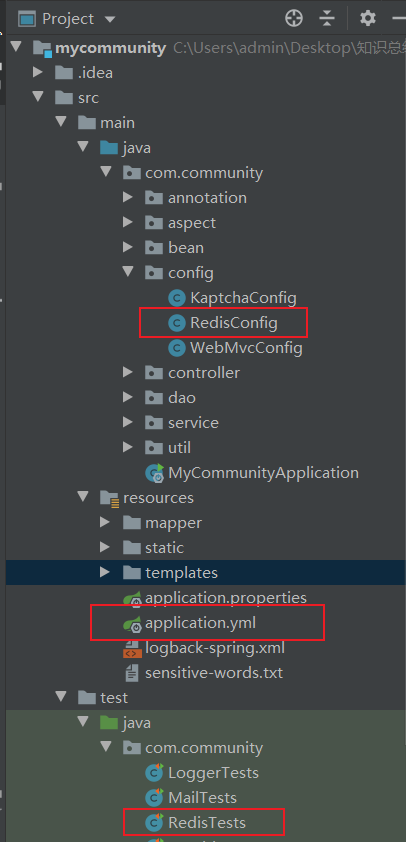 Project
mycommunity C:\Users\admin\Desktop\知识总
.idea
src
main
java
com.community
annotation
aspect
bean
config
KaptchaConfig
RedisConfig
WebMvcConfig
controller
dao
service
util
MyCommunityApplication
resources
mapper
static
templates
application.properties
application.yml
logback-spring.xml
sensitive-words.txt
test
java
com.community
LoggerTests
MailTests
RedisTests